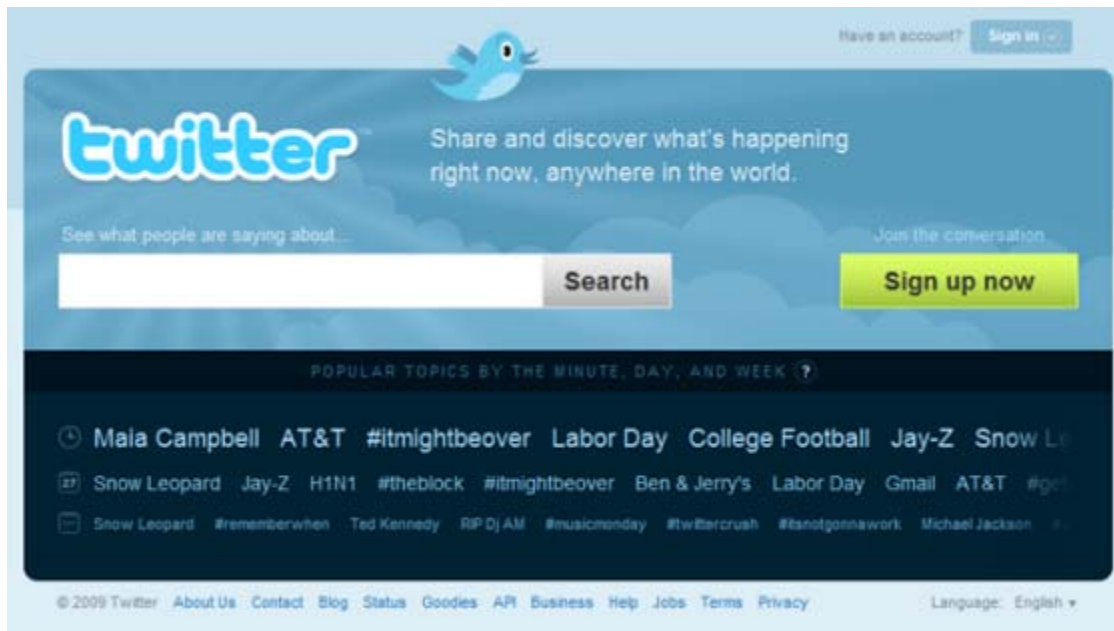 Have an account? Sign in
twitter
Share and discover what's happening
right now, anywhere in the world.
See what people are saying about...
Join the conversation
Search
Sign up now
POPULAR TOPICS BY THE MINUTE, DAY, AND WEEK ?
Maia Campbell AT&T #itmightbeover Labor Day College Football Jay-Z Snow Le
27 Snow Leopard Jay-Z H1N1 #theblock #itmightbeover Ben & Jerry's Labor Day Gmail AT&T #get
Snow Leopard #rememberwhen Ted Kennedy RIP Dj AM #musicmonday #twittercrush #itsnotgonnawork Michael Jackson
© 2009 Twitter About Us Contact Blog Status Goodies API Business Help Jobs Terms Privacy Language: English